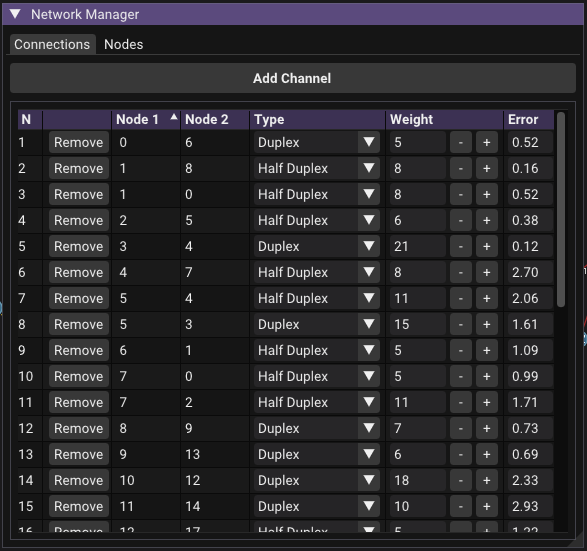 Network Manager
Connections Nodes
Add Channel
N Node 1 Node 2 Type Weight Error
1 Remove 0 6 Duplex 5 - + 0.52
2 Remove 1 8 Half Duplex 8 - + 0.16
3 Remove 1 0 Half Duplex 8 - + 0.52
4 Remove 2 5 Half Duplex 6 - + 0.38
5 Remove 3 4 Duplex 21 - + 0.12
6 Remove 4 7 Half Duplex 8 - + 2.70
7 Remove 5 4 Half Duplex 11 - + 2.06
8 Remove 5 3 Duplex 15 - + 1.61
9 Remove 6 1 Half Duplex 5 - + 1.09
10 Remove 7 0 Half Duplex 5 - + 0.99
11 Remove 7 2 Half Duplex 11 - + 1.71
12 Remove 8 9 Duplex 7 - + 0.73
13 Remove 9 13 Duplex 6 - + 0.69
14 Remove 10 12 Duplex 18 - + 2.33
15 Remove 11 14 Duplex 10 - + 2.93
16 Remove 12 17 Half Duplex - +